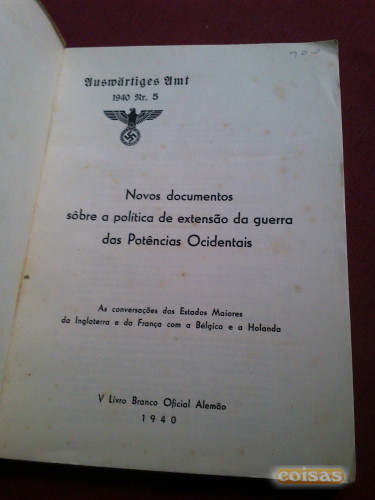 Auswärtiges Amt
1940 Nr. 5
Novos documentos
sôbre a política de extensão da guerra
das Potências Ocidentais
As conversações dos Estados Maiores
da Inglaterra e da França com a Bélgica e a Holanda
V Livro Branco Oficial Alemão
1940
coisas